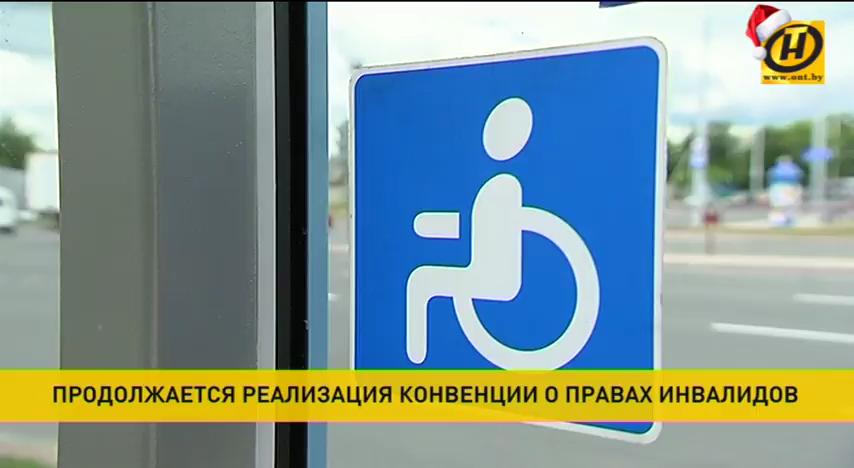 Н
www.ont.by
ПРОДОЛЖАЕТСЯ РЕАЛИЗАЦИЯ КОНВЕНЦИИ О ПРАВАХ ИНВАЛИДОВ